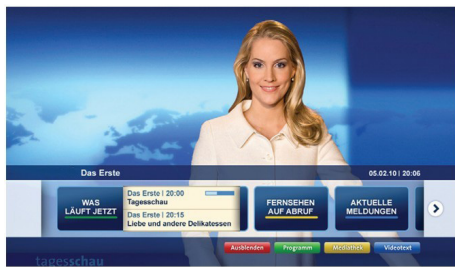 Das Erste
05.02.10 | 20:06
WAS
LÄUFT JETZT
Das Erste | 20:00
Tagesschau
Das Erste | 20:15
Liebe und andere Delikatessen
FERNSEHEN
AUF ABRUF
AKTUELLE
MELDUNGEN
Ausblenden
Programm
Mediathek
Videotext
tagesschau